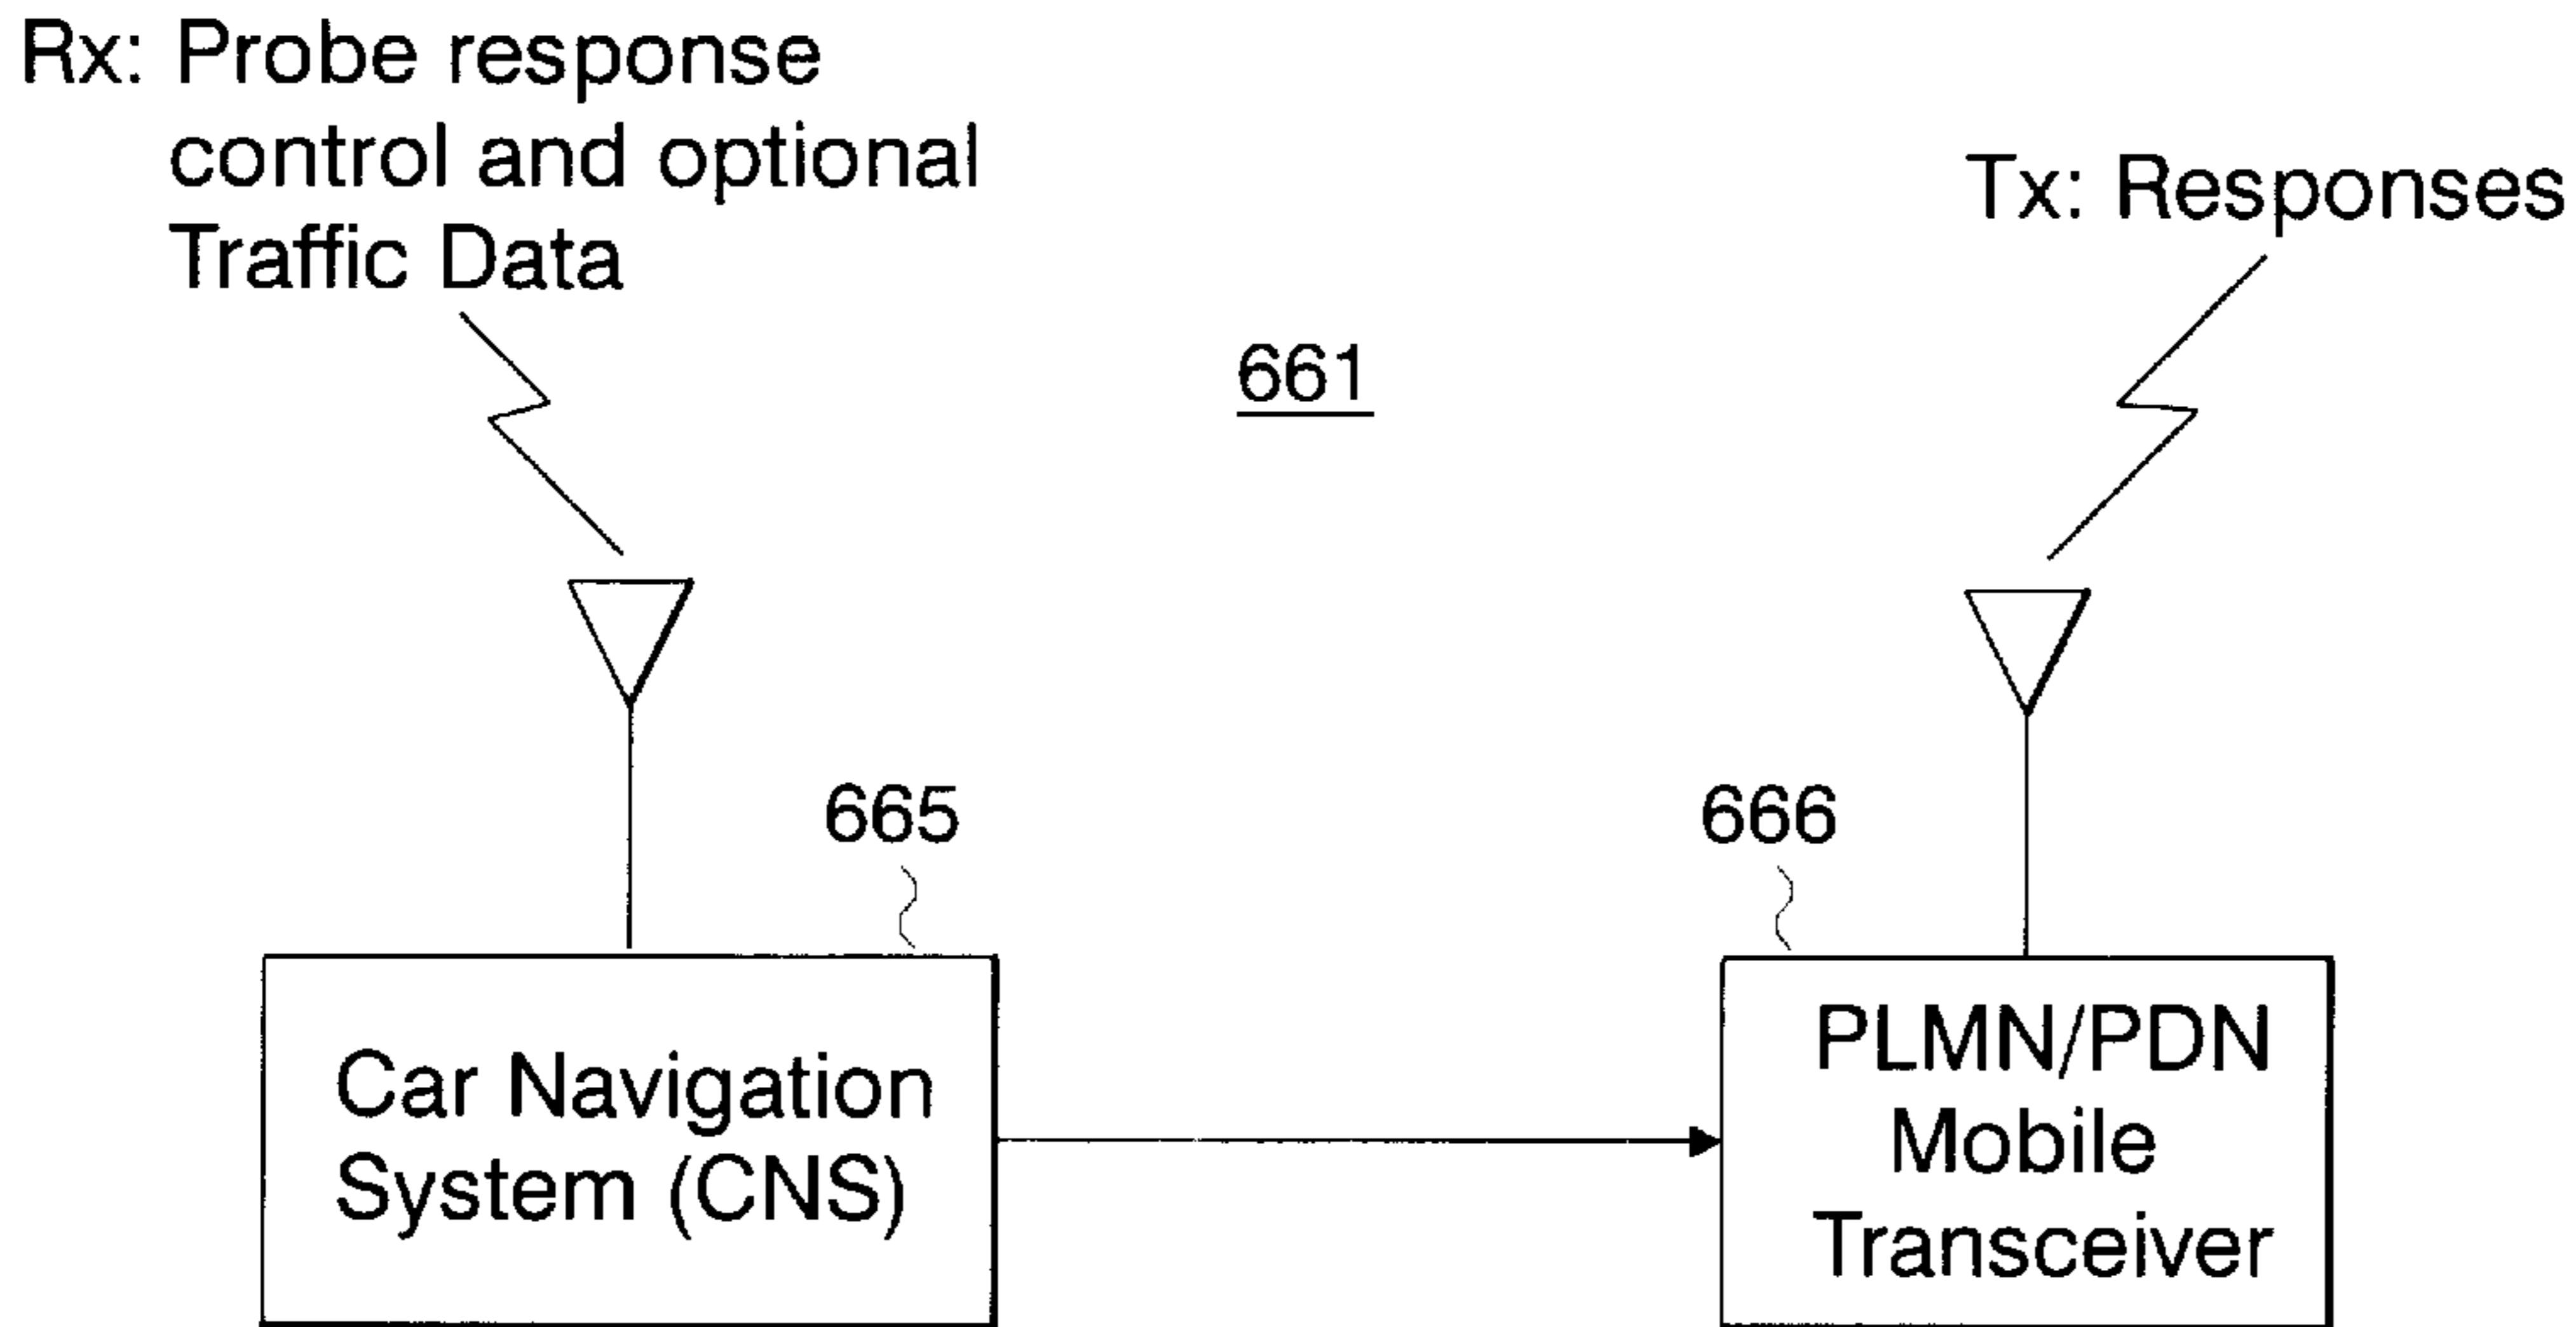 Rx: Probe response
control and optional
Traffic Data
Tx: Responses
661
665
666
Car Navigation
System (CNS)
PLMN/PDN
Mobile
Transceiver